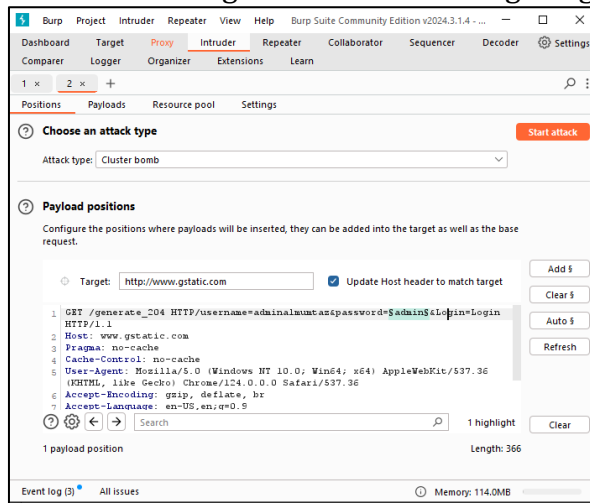 Burp Project Intruder Repeater View Help Burp Suite Community Edition v2024.3.1.4 - ...
Dashboard Target Proxy Intruder Repeater Collaborator Sequencer Decoder Settings
Comparer Logger Organizer Extensions Learn
1 × 2 × +
Positions Payloads Resource pool Settings
Choose an attack type
Start attack
Attack type: Cluster bomb
Payload positions
Configure the positions where payloads will be inserted, they can be added into the target as well as the base
request.
Target: http://www.gstatic.com Update Host header to match target
Add §
Clear §
Auto §
Refresh
1 GET /generate_204 HTTP/username=adminalmumtaz&password=§admin§&Login=Login
HTTP/1.1
2 Host: www.gstatic.com
3 Pragma: no-cache
4 Cache-Control: no-cache
5 User-Agent: Mozilla/5.0 (Windows NT 10.0; Win64; x64) AppleWebKit/537.36
(KHTML, like Gecko) Chrome/124.0.0.0 Safari/537.36
6 Accept-Encoding: gzip, deflate, br
7 Accept-Language: en-US,en;q=0.9
Search 1 highlight Clear
1 payload position Length: 366
Event log (3) All issues Memory: 114.0MB